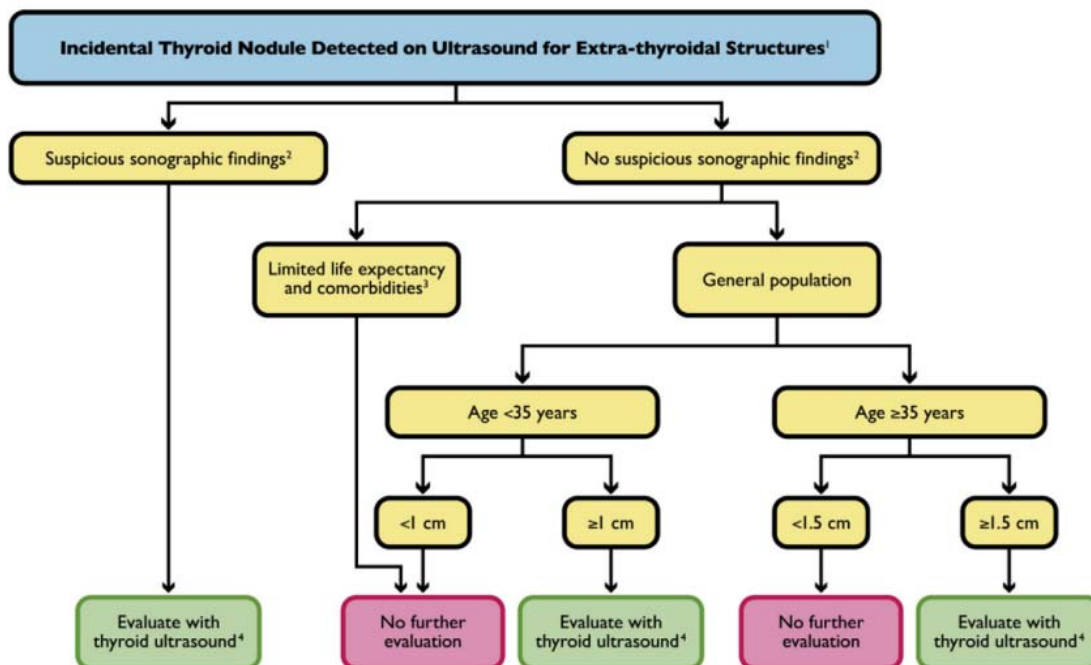 Incidental Thyroid Nodule Detected on Ultrasound for Extra-thyroidal Structures¹
Suspicious sonographic findings²
No suspicious sonographic findings²
Limited life expectancy
and comorbidities³
General population
Age <35 years
Age ≥35 years
<1 cm
≥1 cm
<1.5 cm
≥1.5 cm
Evaluate with
thyroid ultrasound⁴
No further
evaluation
Evaluate with
thyroid ultrasound⁴
No further
evaluation
Evaluate with
thyroid ultrasound⁴